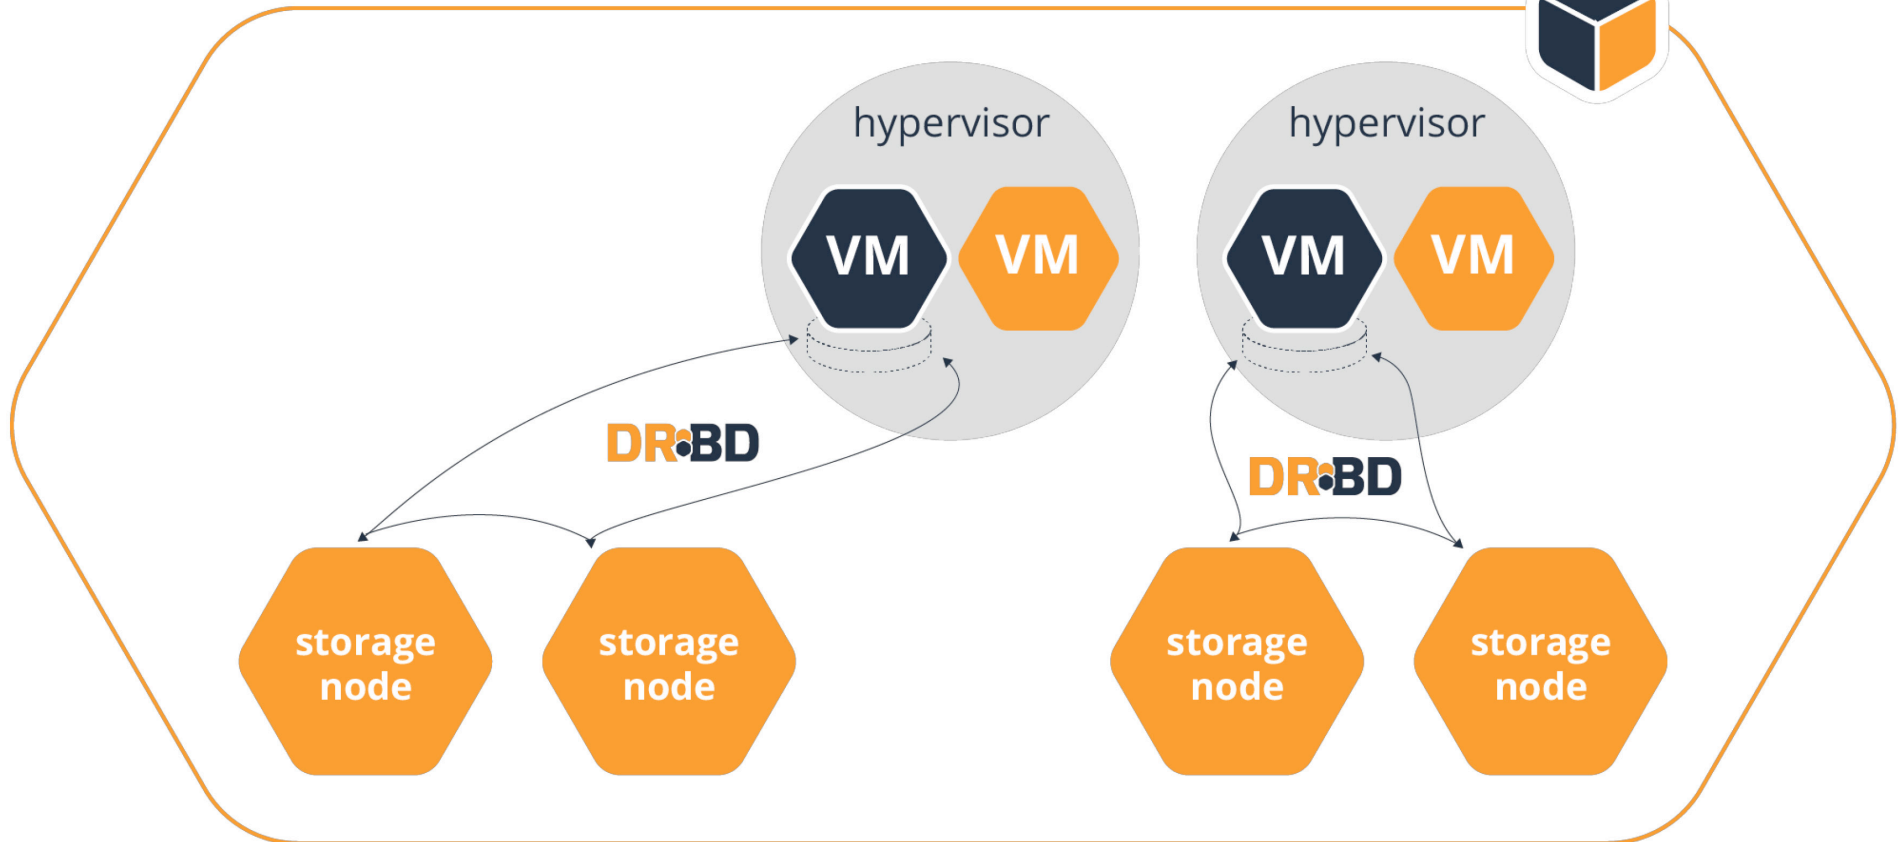 hypervisor
hypervisor
VM
VM
VM
VM
DRBD
DRBD
storage
node
storage
node
storage
node
storage
node